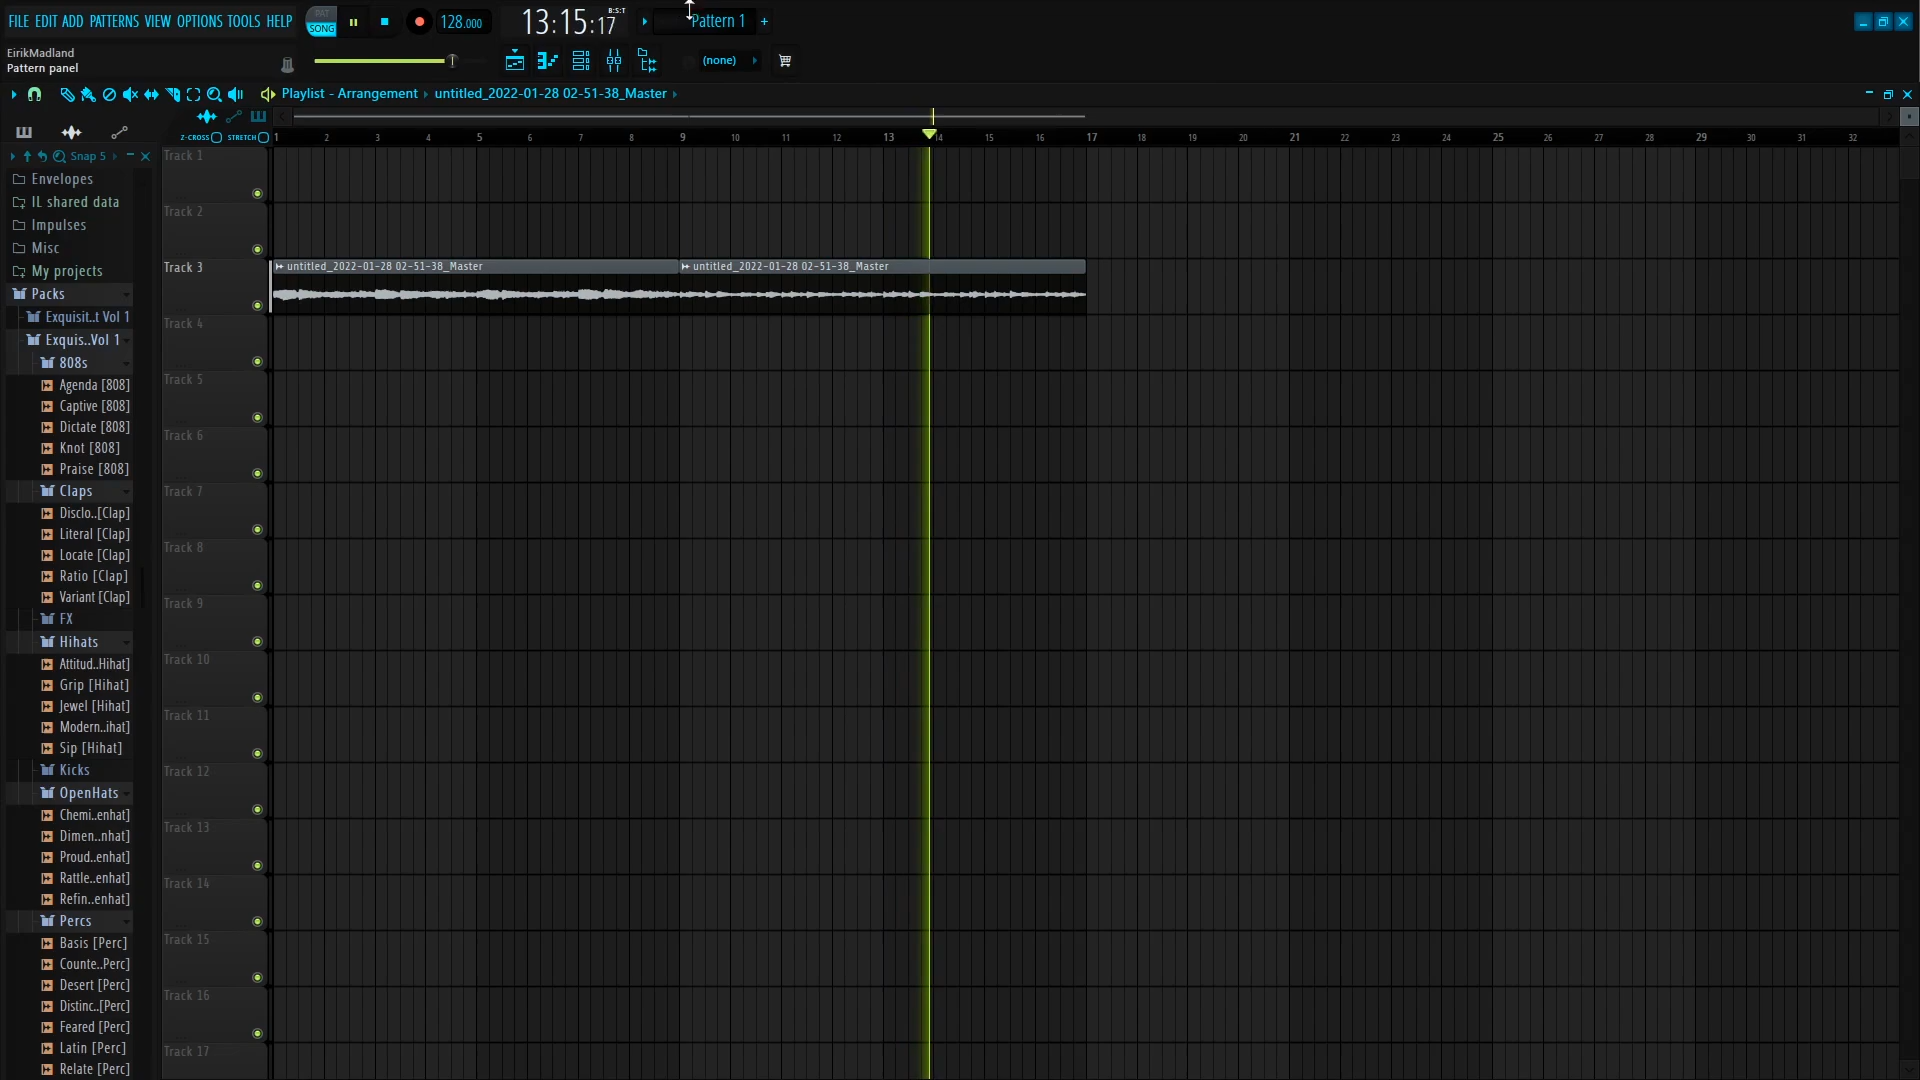 FILE EDIT ADD PATTERNS VIEW OPTIONS TOOLS HELP
PAT
SONG
128.000
13:15:17
B:S:T
Pattern 1
+
EirikMadland
Pattern panel
(none)
Playlist - Arrangement
untitled_2022-01-28 02-51-38_Master
Z-CROSS
STRETCH
1 2 3 4 5 6 7 8 9 10 11 12 13 14 15 16 17 18 19 20 21 22 23 24 25 26 27 28 29 30 31 32
Snap 5
Envelopes
IL shared data
Impulses
Misc
My projects
Packs
Exquisit..t Vol 1
Exquis..Vol 1
808s
Agenda [808]
Captive [808]
Dictate [808]
Knot [808]
Praise [808]
Claps
Disclo..[Clap]
Literal [Clap]
Locate [Clap]
Ratio [Clap]
Variant [Clap]
FX
Hihats
Attitud..Hihat]
Grip [Hihat]
Jewel [Hihat]
Modern..ihat]
Sip [Hihat]
Kicks
OpenHats
Chemi..enhat]
Dimen..nhat]
Proud..enhat]
Rattle..enhat]
Refin..enhat]
Percs
Basis [Perc]
Counte..Perc]
Desert [Perc]
Distinc..[Perc]
Feared [Perc]
Latin [Perc]
Relate [Perc]
Track 1
Track 2
Track 3
untitled_2022-01-28 02-51-38_Master
untitled_2022-01-28 02-51-38_Master
Track 4
Track 5
Track 6
Track 7
Track 8
Track 9
Track 10
Track 11
Track 12
Track 13
Track 14
Track 15
Track 16
Track 17